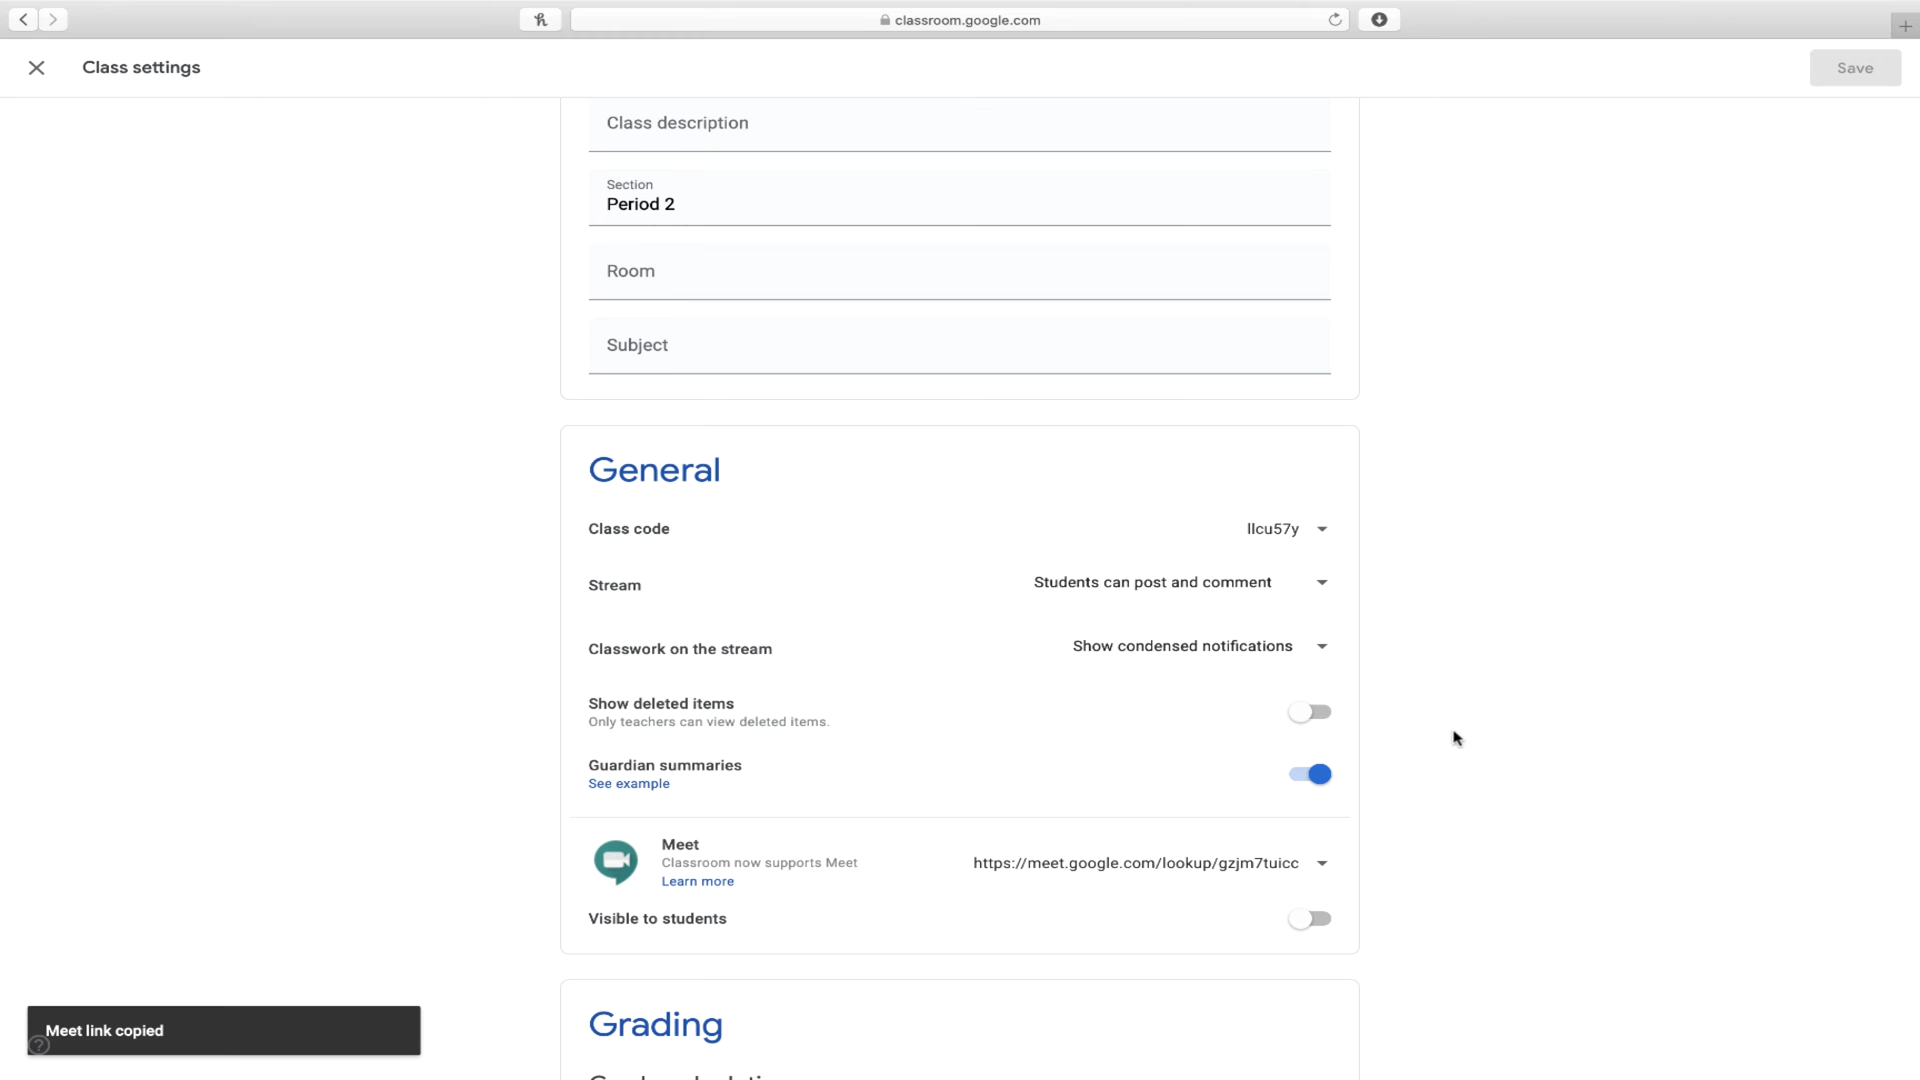 classroom.google.com
Class settings
Save
Class description
Section
Period 2
Room
Subject
General
Class code
llcu57y
Stream
Students can post and comment
Classwork on the stream
Show condensed notifications
Show deleted items
Only teachers can view deleted items.
Guardian summaries
See example
Meet
Classroom now supports Meet
https://meet.google.com/lookup/gzjm7tuicc
Learn more
Visible to students
Grading
Meet link copied